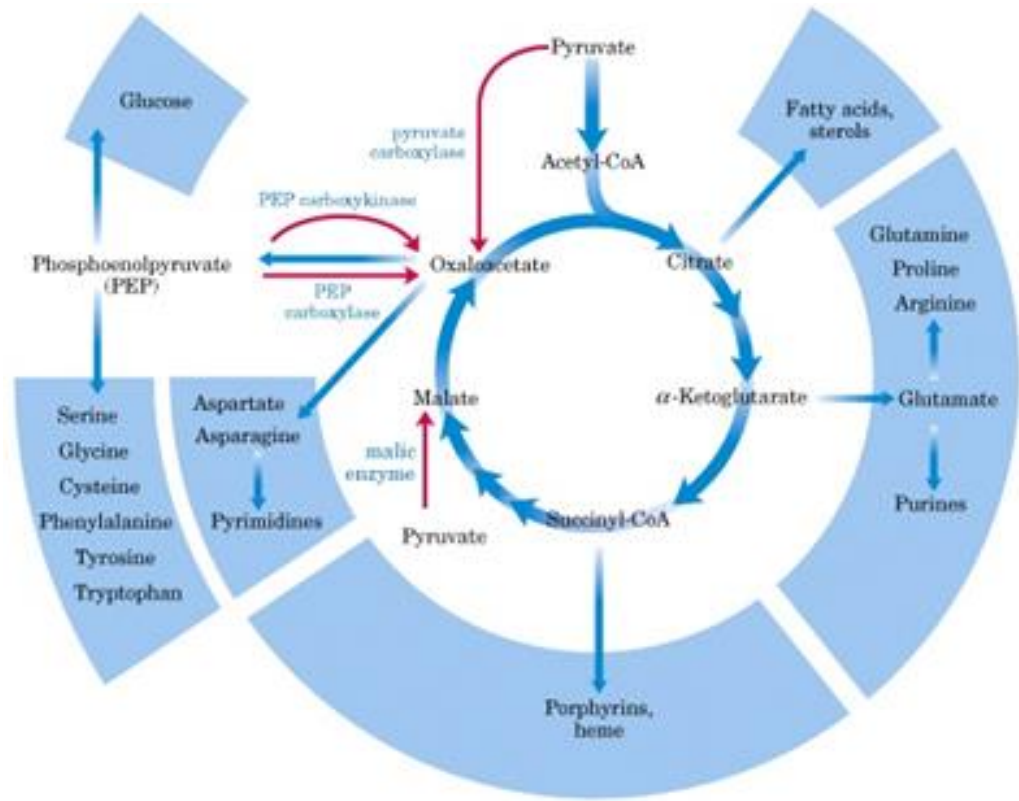 Pyruvate
Glucose
Fatty acids,
sterols
pyruvate
carboxylase
Acetyl-CoA
PEP carboxykinase
Phosphoenolpyruvate
(PEP)
Oxaloacetate
Citrate
PEP
carboxylase
Glutamine
Proline
Arginine
Malate
α-Ketoglutarate
Glutamate
Aspartate
Asparagine
Pyrimidines
Serine
Glycine
Cysteine
Phenylalanine
Tyrosine
Tryptophan
malic
enzyme
Pyruvate
Succinyl-CoA
Purines
Porphyrins,
heme